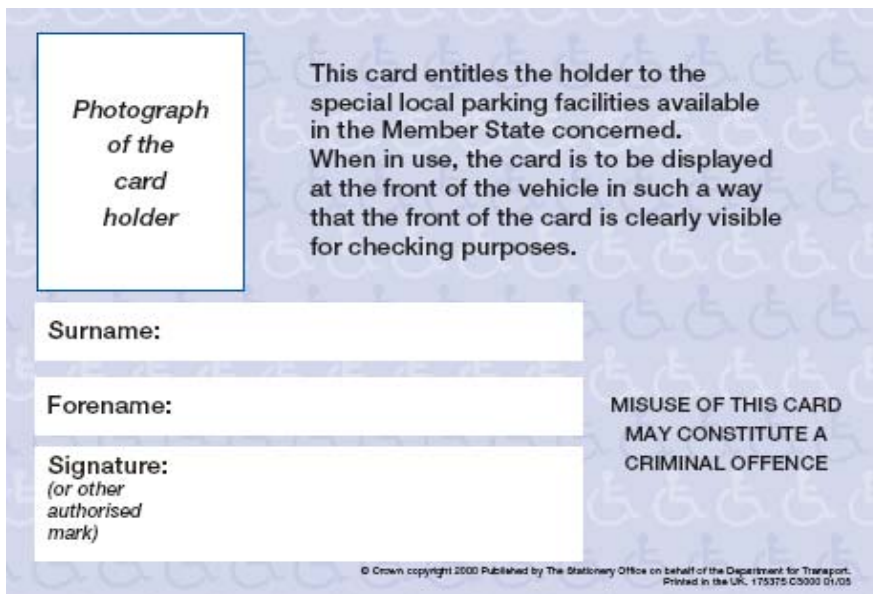 Photograph
of the
card
holder
This card entitles the holder to the
special local parking facilities available
in the Member State concerned.
When in use, the card is to be displayed
at the front of the vehicle in such a way
that the front of the card is clearly visible
for checking purposes.
Surname:
Forename:
Signature:
(or other
authorised
mark)
MISUSE OF THIS CARD
MAY CONSTITUTE A
CRIMINAL OFFENCE
© Crown copyright 2000 Published by The Stationery Office on behalf of the Department for Transport.
Printed in the UK. 175375 C5000 01/05